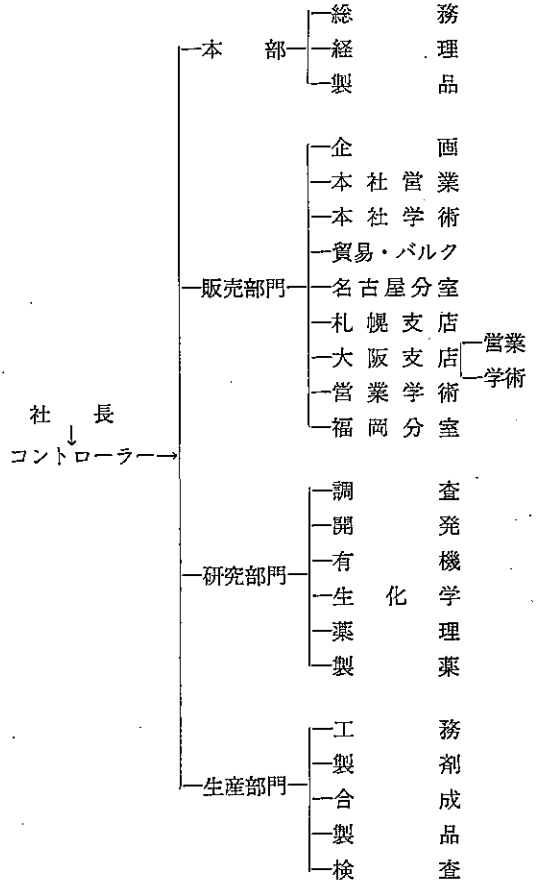 総務
本部
経理
製品
企画
本社営業
本社学術
貿易・バルク
販売部門
名古屋分室
札幌支店
大阪支店
営業
学術
営業学術
福岡分室
社長
↓
コントローラー→
調査
開発
有機
研究部門
生化学
薬理
製薬
工務
製剤
生産部門
合成
製品
検査